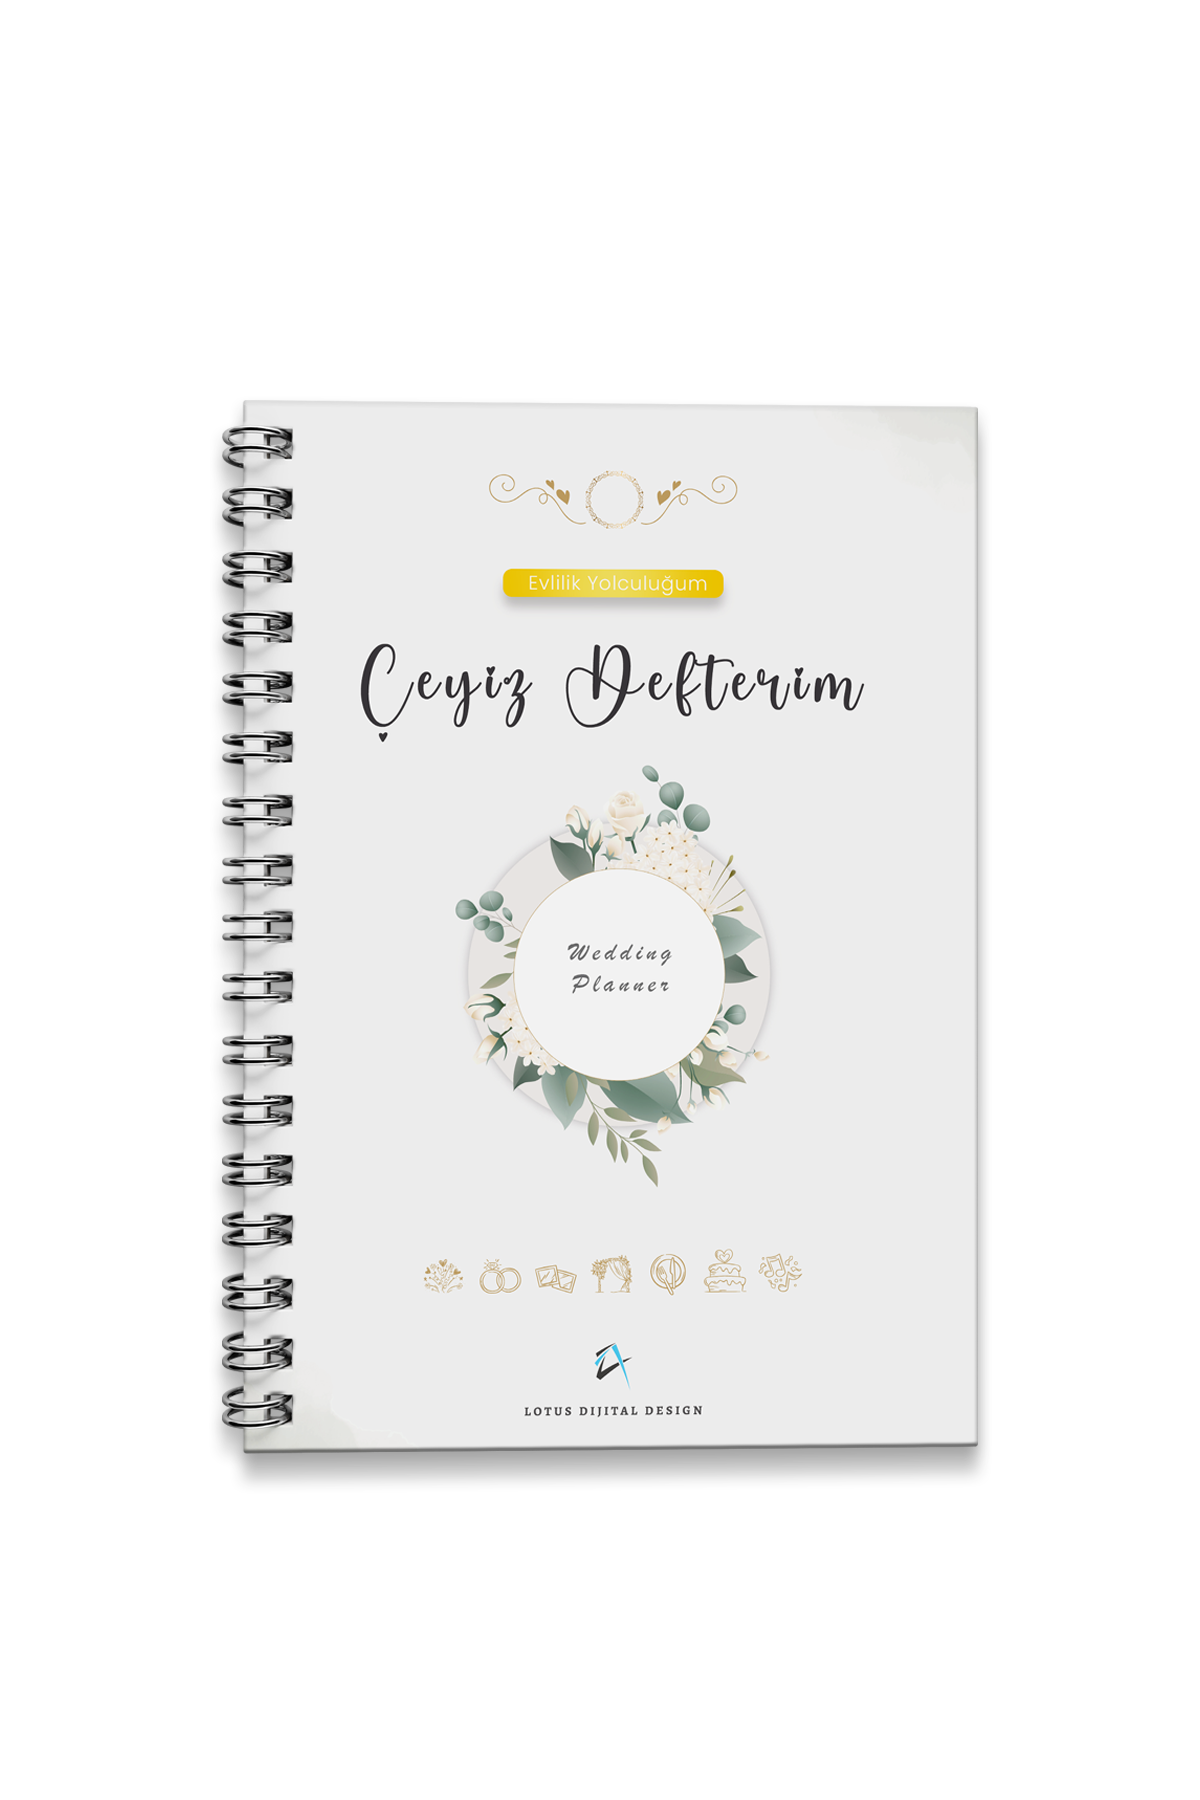 Evlilik Yolculuğum
Çeyiz Defterim
Wedding
Planner
LOTUS DIJITAL DESIGN